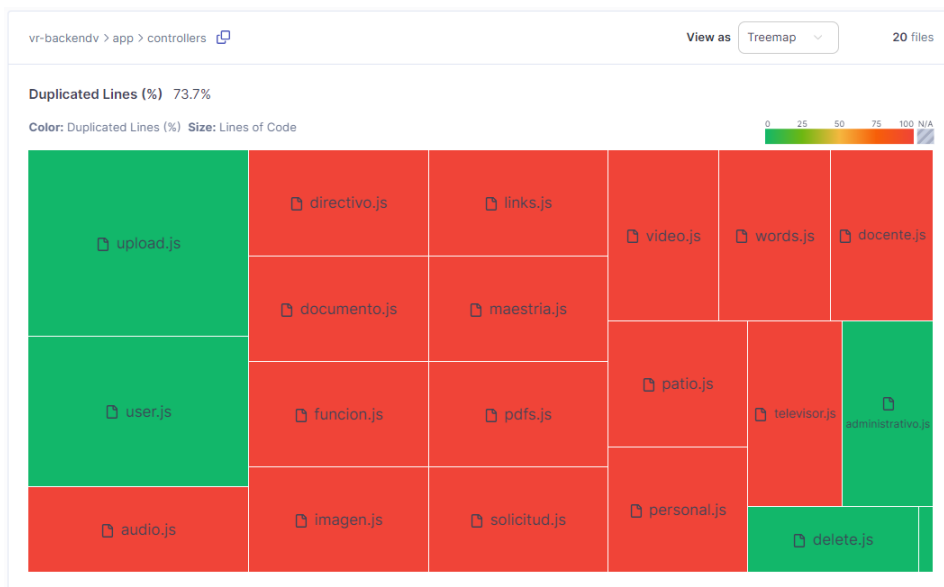 vr-backendv > app > controllers
View as Treemap 20 files
Duplicated Lines (%) 73.7%
Color: Duplicated Lines (%) Size: Lines of Code
0 25 50 75 100 N/A
upload.js
directivo.js
links.js
video.js
words.js
docente.js
documento.js
maestria.js
user.js
funcion.js
pdfs.js
patio.js
televisor.js
administrativo.js
audio.js
imagen.js
solicitud.js
personal.js
delete.js